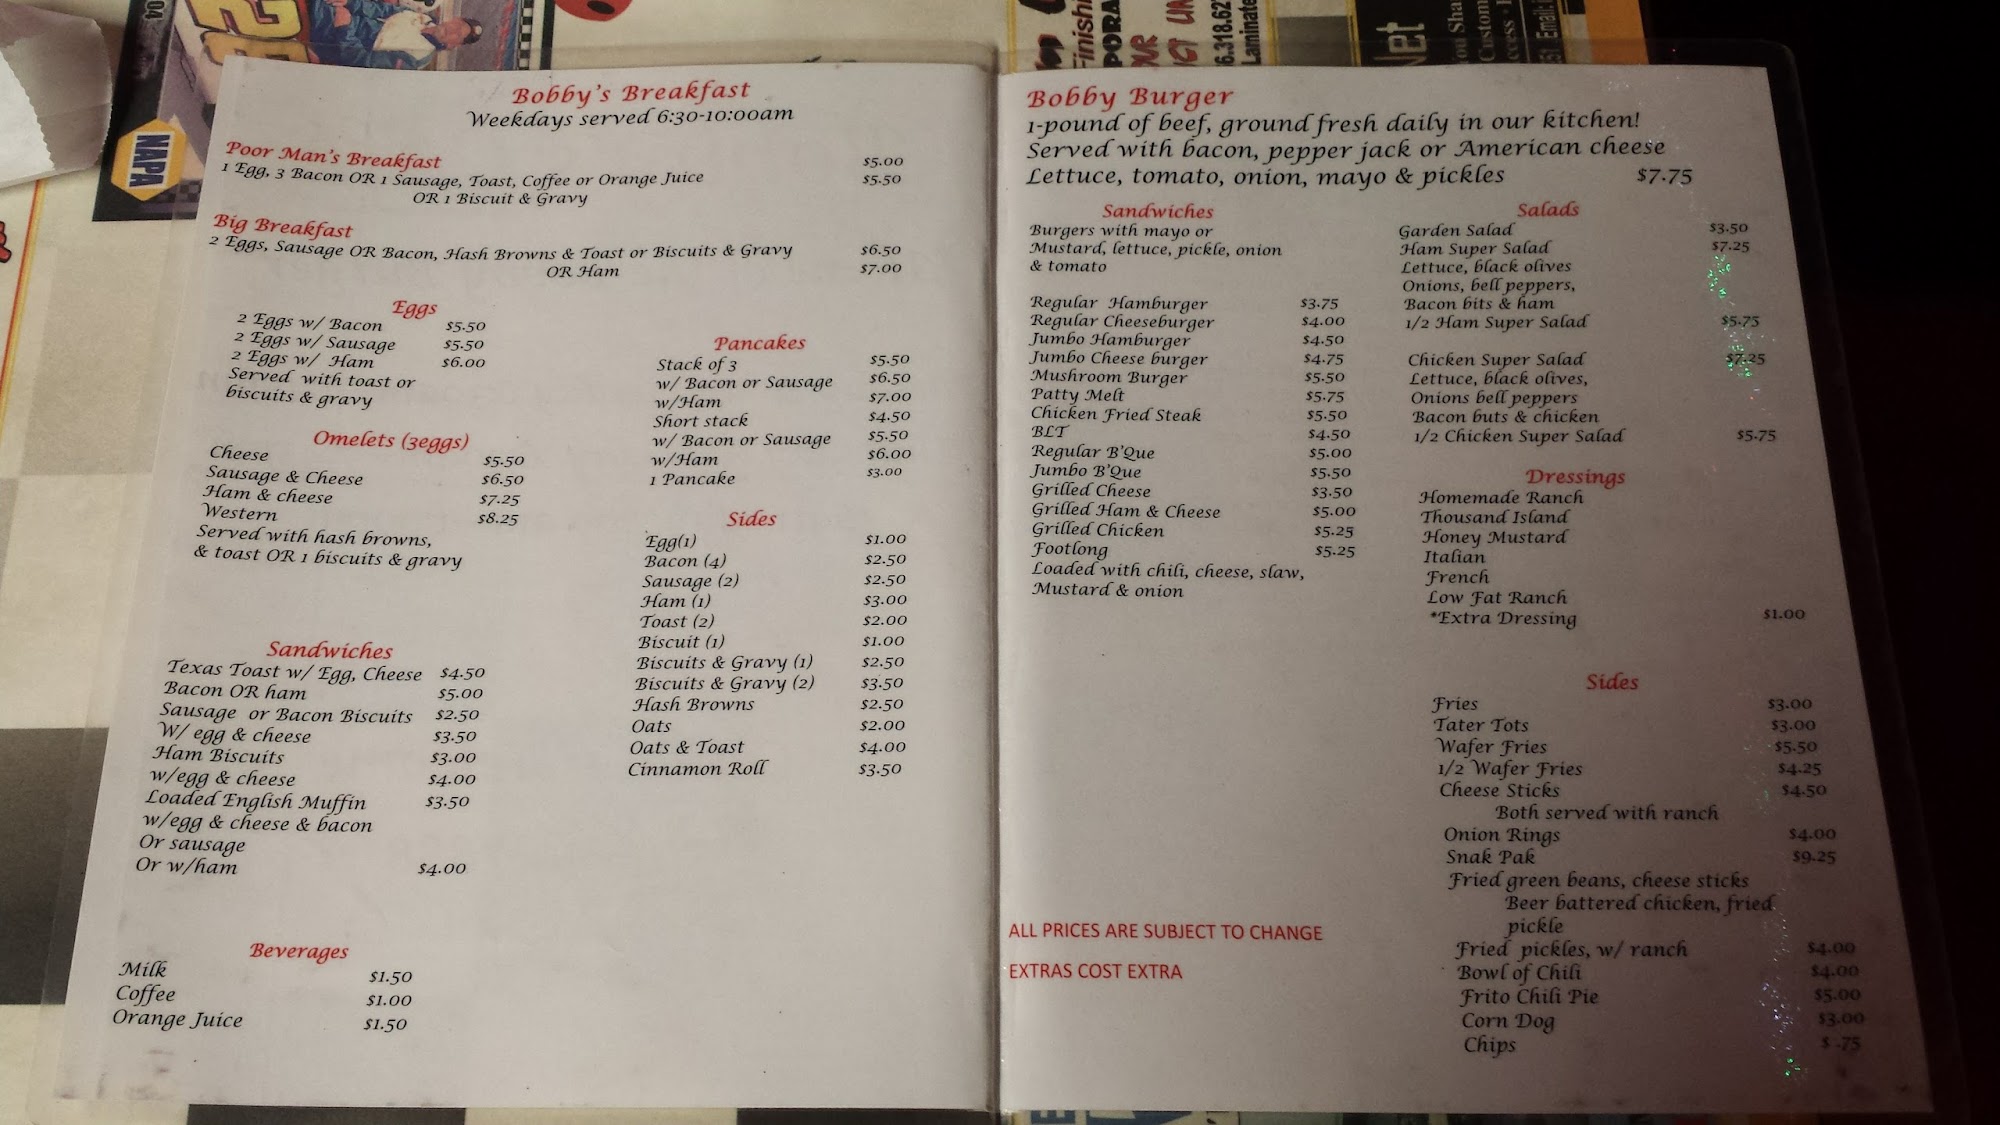 04
NAPA
Finishi
PORA
OUR
6.318.62
Laminate
Net
You Sha
Custom
51 Email:
Bobby's Breakfast
Weekdays served 6:30-10:00am
Poor Man's Breakfast $5.00
1 Egg, 3 Bacon OR 1 Sausage, Toast, Coffee or Orange Juice $5.50
OR 1 Biscuit & Gravy
Big Breakfast
2 Eggs, Sausage OR Bacon, Hash Browns & Toast or Biscuits & Gravy $6.50
OR Ham $7.00
Eggs
2 Eggs w/ Bacon $5.50
2 Eggs w/ Sausage $5.50
2 Eggs w/ Ham $6.00
Served with toast or
biscuits & gravy
Omelets (3eggs)
Cheese $5.50
Sausage & Cheese $6.50
Ham & cheese $7.25
Western $8.25
Served with hash browns,
& toast OR 1 biscuits & gravy
Sandwiches
Texas Toast w/ Egg, Cheese $4.50
Bacon OR ham $5.00
Sausage or Bacon Biscuits $2.50
W/ egg & cheese $3.50
Ham Biscuits $3.00
w/egg & cheese $4.00
Loaded English Muffin $3.50
w/egg & cheese & bacon
Or sausage
Or w/ham $4.00
Beverages
Milk $1.50
Coffee $1.00
Orange Juice $1.50
Pancakes
Stack of 3 $5.50
w/ Bacon or Sausage $6.50
w/Ham $7.00
Short stack $4.50
w/ Bacon or Sausage $5.50
w/Ham $6.00
1 Pancake $3.00
Sides
Egg(1) $1.00
Bacon (4) $2.50
Sausage (2) $2.50
Ham (1) $3.00
Toast (2) $2.00
Biscuit (1) $1.00
Biscuits & Gravy (1) $2.50
Biscuits & Gravy (2) $3.50
Hash Browns $2.50
Oats $2.00
Oats & Toast $4.00
Cinnamon Roll $3.50
Bobby Burger
1-pound of beef, ground fresh daily in our kitchen!
Served with bacon, pepper jack or American cheese
Lettuce, tomato, onion, mayo & pickles $7.75
Sandwiches
Burgers with mayo or
Mustard, lettuce, pickle, onion
& tomato
Regular Hamburger $3.75
Regular Cheeseburger $4.00
Jumbo Hamburger $4.50
Jumbo Cheese burger $4.75
Mushroom Burger $5.50
Patty Melt $5.75
Chicken Fried Steak $5.50
BLT $4.50
Regular B'Que $5.00
Jumbo B'Que $5.50
Grilled Cheese $3.50
Grilled Ham & Cheese $5.00
Grilled Chicken $5.25
Footlong $5.25
Loaded with chili, cheese, slaw,
Mustard & onion
ALL PRICES ARE SUBJECT TO CHANGE
EXTRAS COST EXTRA
Salads
Garden Salad $3.50
Ham Super Salad $7.25
Lettuce, black olives
Onions, bell peppers,
Bacon bits & ham
1/2 Ham Super Salad $5.75
Chicken Super Salad $7.25
Lettuce, black olives,
Onions bell peppers
Bacon buts & chicken
1/2 Chicken Super Salad $5.75
Dressings
Homemade Ranch
Thousand Island
Honey Mustard
Italian
French
Low Fat Ranch
*Extra Dressing $1.00
Sides
Fries $3.00
Tater Tots $3.00
Wafer Fries $5.50
1/2 Wafer Fries $4.25
Cheese Sticks $4.50
Both served with ranch
Onion Rings $4.00
Snak Pak $9.25
Fried green beans, cheese sticks
Beer battered chicken, fried
pickle
Fried pickles, w/ ranch $4.00
Bowl of Chili $4.00
Frito Chili Pie $5.00
Corn Dog $3.00
Chips $ .75